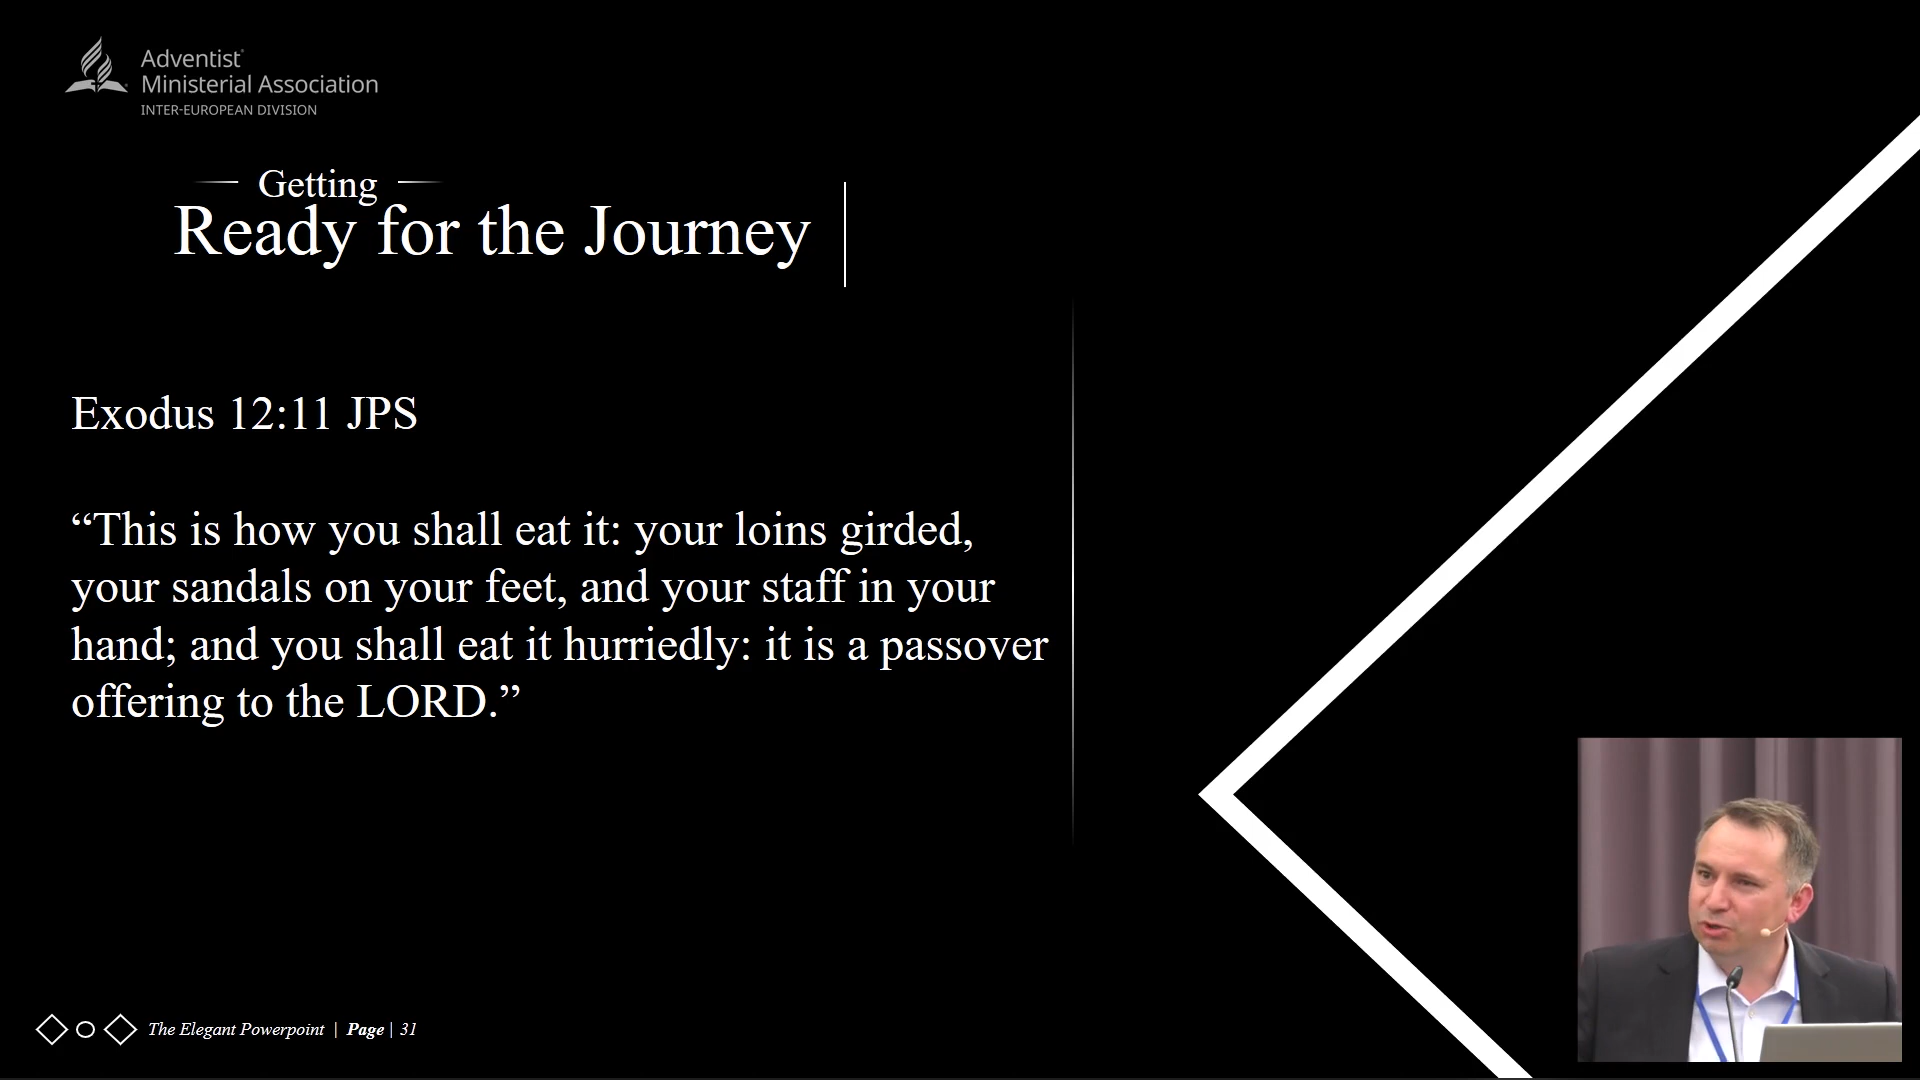 Adventist
Ministerial Association
INTER-EUROPEAN DIVISION
Getting
Ready for the Journey
Exodus 12:11 JPS
“This is how you shall eat it: your loins girded,
your sandals on your feet, and your staff in your
hand; and you shall eat it hurriedly: it is a passover
offering to the LORD.”
The Elegant Powerpoint | Page | 31